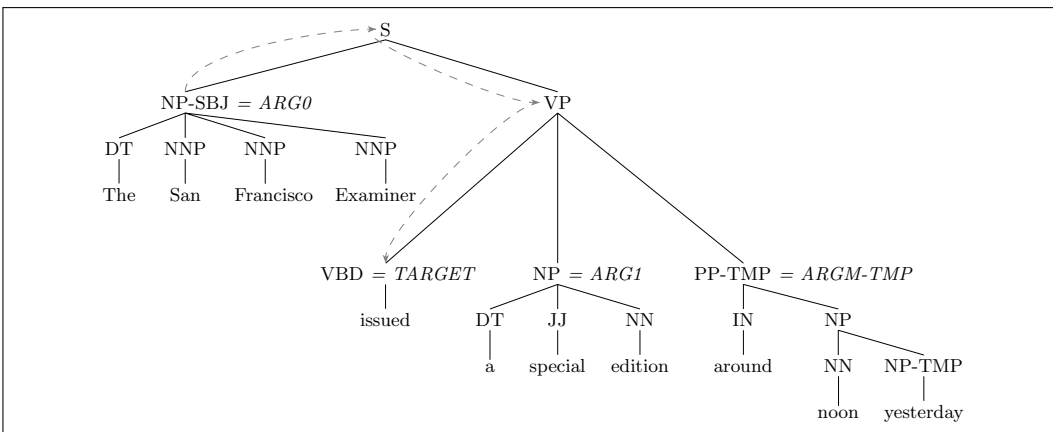 S
NP-SBJ = ARG0 VP
DT NNP NNP NNP
The San Francisco Examiner
VBD = TARGET NP = ARG1 PP-TMP = ARGM-TMP
issued DT JJ NN IN NP
a special edition around NN NP-TMP
noon yesterday